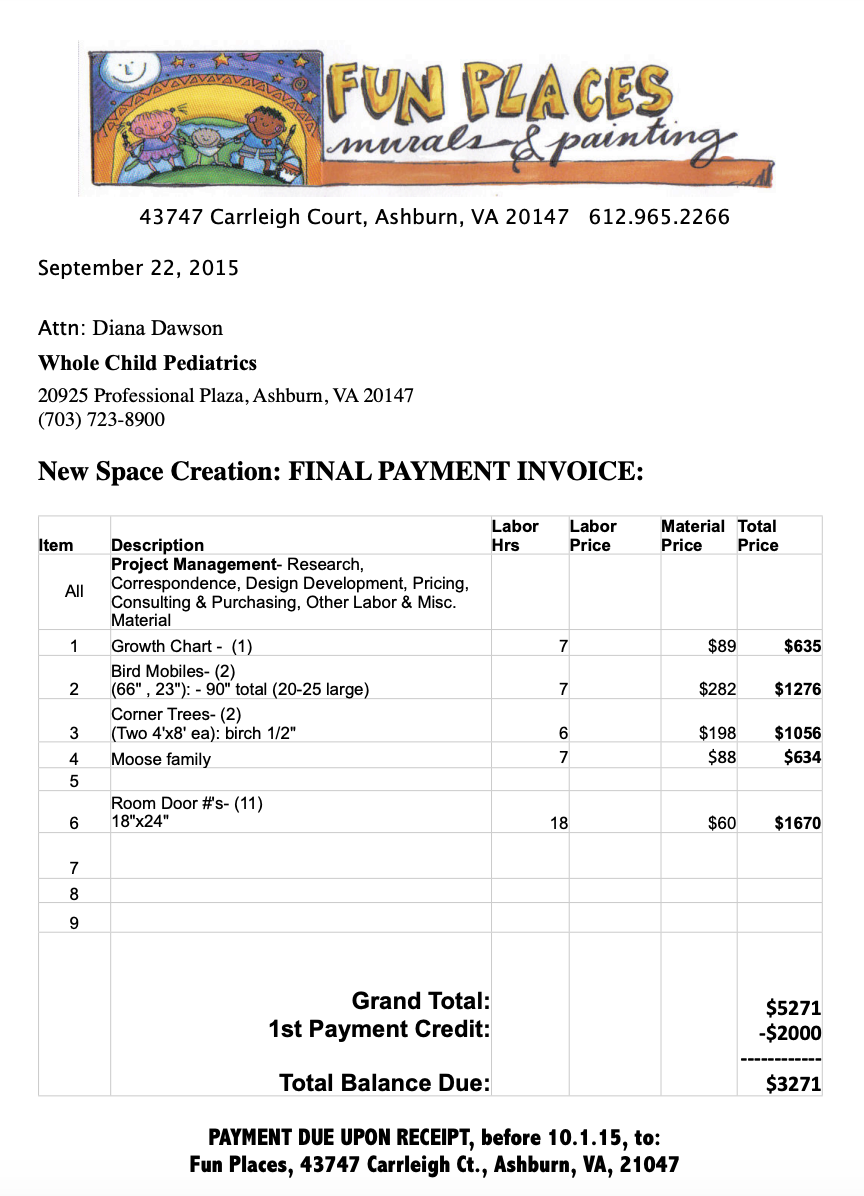 FUN PLACES
murals & painting
43747 Carrleigh Court, Ashburn, VA 20147 612.965.2266
September 22, 2015
Attn: Diana Dawson
Whole Child Pediatrics
20925 Professional Plaza, Ashburn, VA 20147
(703) 723-8900
New Space Creation: FINAL PAYMENT INVOICE:
Item Description Labor Hrs Labor Price Material Price Total Price
All Project Management- Research,
Correspondence, Design Development, Pricing,
Consulting & Purchasing, Other Labor & Misc.
Material
1 Growth Chart - (1) 7 $89 $635
Bird Mobiles- (2)
2 (66" , 23"): - 90" total (20-25 large) 7 $282 $1276
Corner Trees- (2)
3 (Two 4'x8' ea): birch 1/2" 6 $198 $1056
4 Moose family 7 $88 $634
5
Room Door #'s- (11)
6 18"x24" 18 $60 $1670
7
8
9
Grand Total: $5271
1st Payment Credit: -$2000
------------
Total Balance Due: $3271
PAYMENT DUE UPON RECEIPT, before 10.1.15, to:
Fun Places, 43747 Carrleigh Ct., Ashburn, VA, 21047